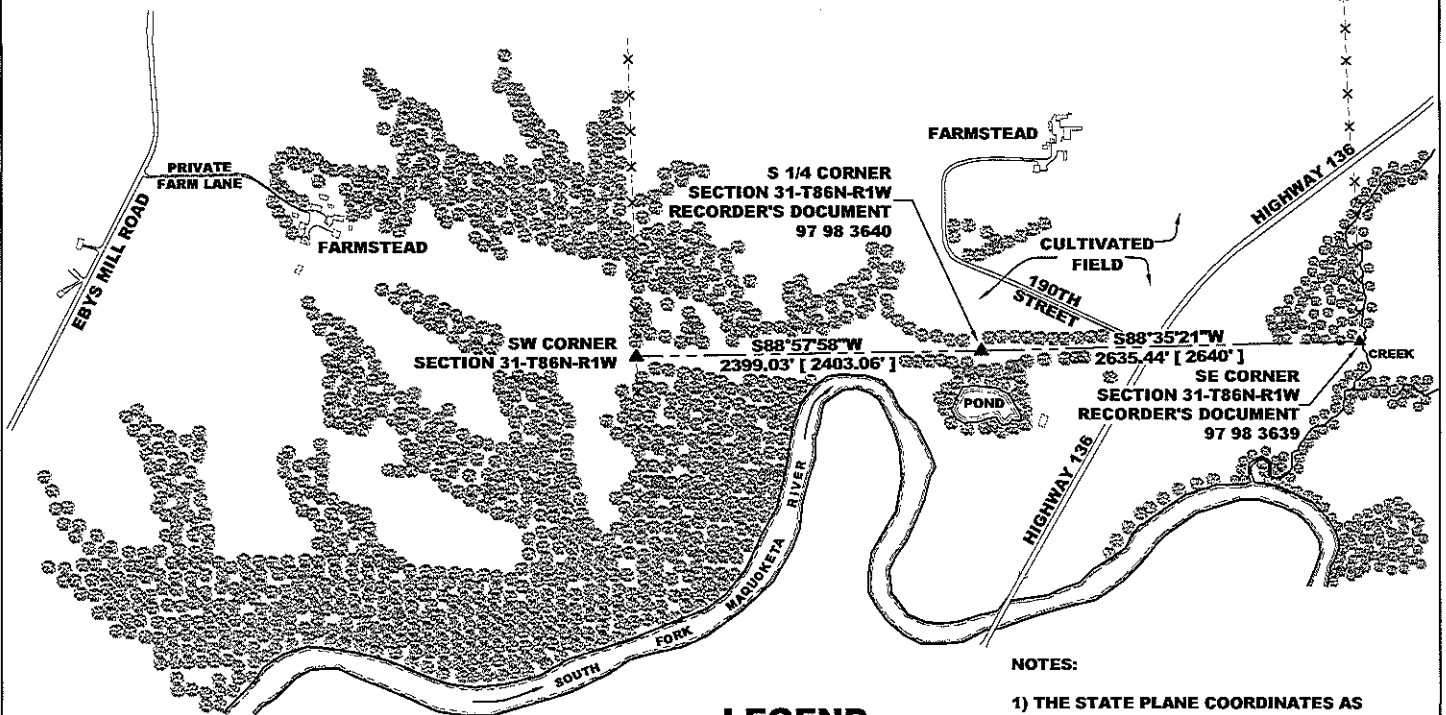 PRIVATE
FARM LANE
EBYS MILL ROAD
FARMSTEAD
S 1/4 CORNER
SECTION 31-T86N-R1W
RECORDER'S DOCUMENT
97 98 3640
FARMSTEAD
HIGHWAY 136
CULTIVATED
FIELD
190TH
STREET
SW CORNER
SECTION 31-T86N-R1W
S88°57'58"W
2399.03' [ 2403.06' ]
S88°35'21"W
2635.44' [ 2640' ]
CREEK
SE CORNER
SECTION 31-T86N-R1W
RECORDER'S DOCUMENT
97 98 3639
POND
HIGHWAY 136
SOUTH FORK MAQUOKETA RIVER
NOTES:
LEGEND
1) THE STATE PLANE COORDINATES AS